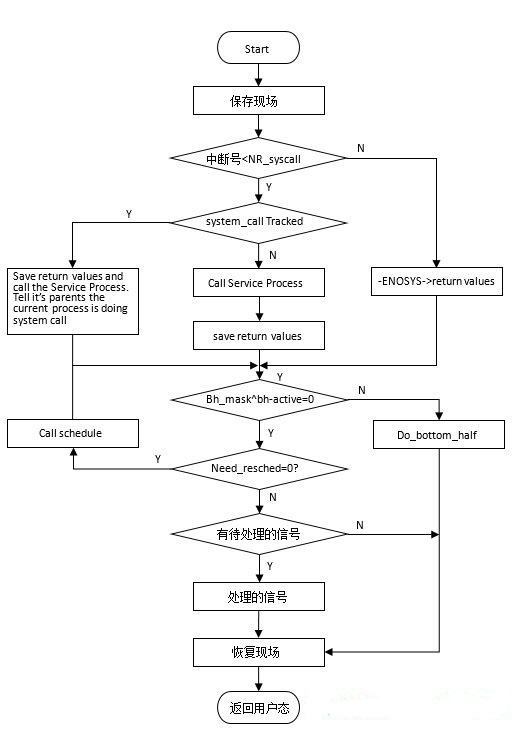 Start
保存现场
中断号<NR_syscall
N
Y
system_call Tracked
Y
N
Save return values and
call the Service Process.
Tell it's parents the
current process is doing
system call
Call Service Process
-ENOSYS->return values
save return values
Y
Bh_mask^bh-active=0
N
Y
Call schedule
Do_bottom_half
Need_resched=0?
Y
N
有待处理的信号
N
Y
处理的信号
恢复现场
返回用户态